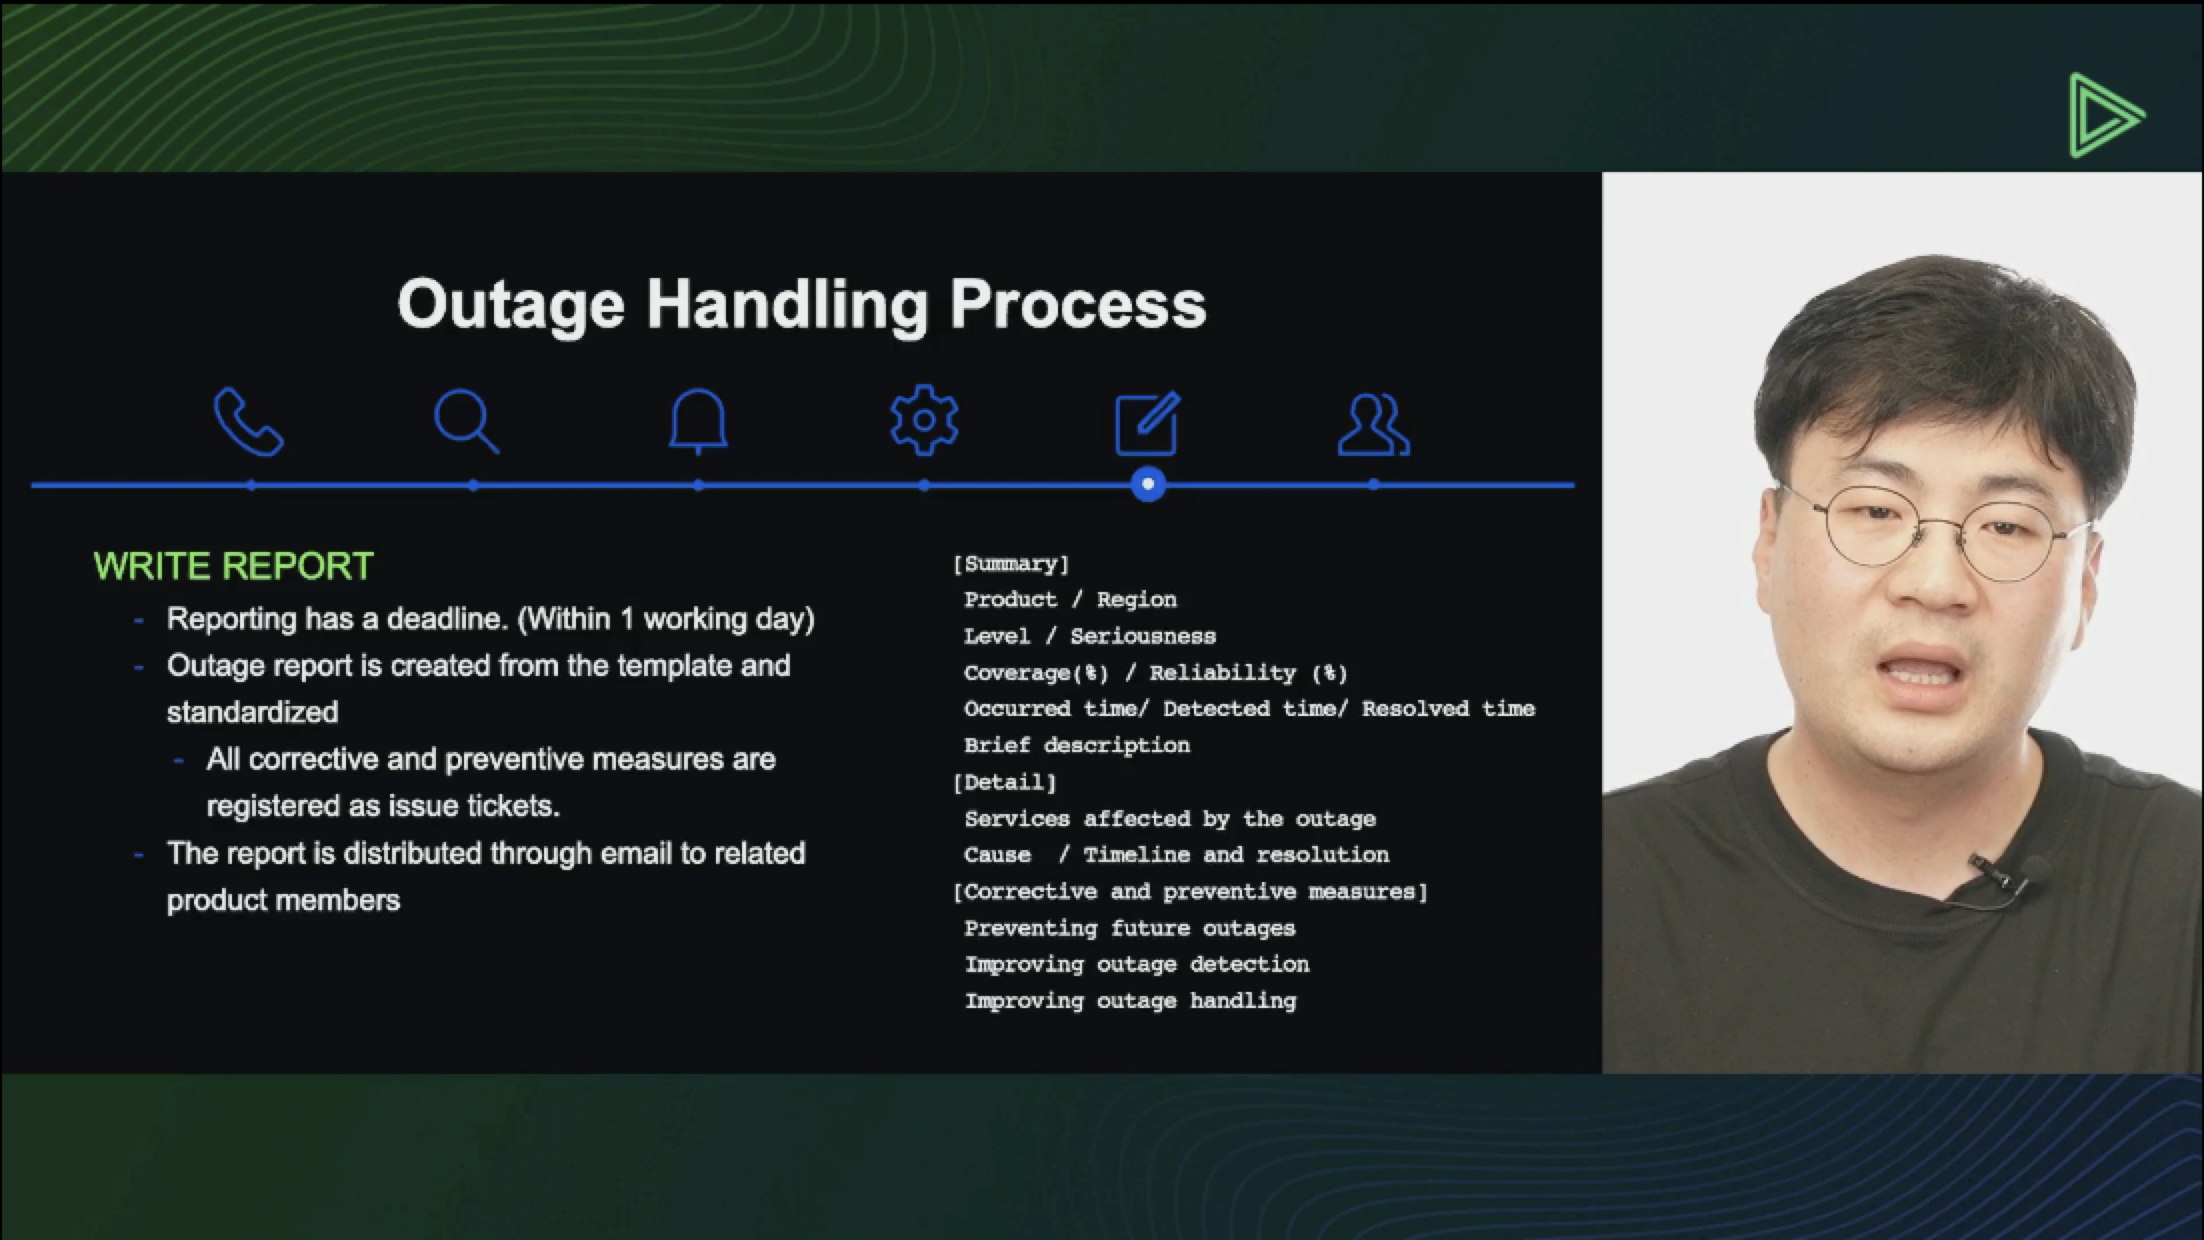 Outage Handling Process
WRITE REPORT
- Reporting has a deadline. (Within 1 working day)
- Outage report is created from the template and
standardized
- All corrective and preventive measures are
registered as issue tickets.
- The report is distributed through email to related
product members
[Summary]
Product / Region
Level / Seriousness
Coverage(%) / Reliability (%)
Occurred time/ Detected time/ Resolved time
Brief description
[Detail]
Services affected by the outage
Cause  / Timeline and resolution
[Corrective and preventive measures]
Preventing future outages
Improving outage detection
Improving outage handling